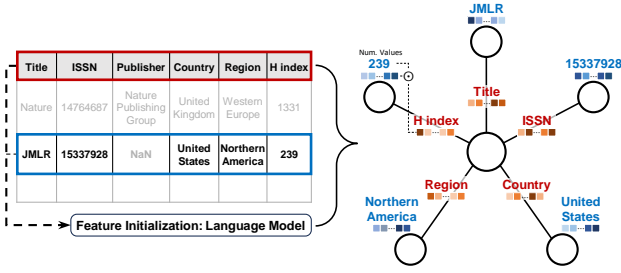 Title ISSN Publisher Country Region H index
Nature 14764687 Nature Publishing Group United Kingdom Western Europe 1331
JMLR 15337928 NaN United States Northern America 239
Feature Initialization: Language Model
JMLR
Num. Values
239
15337928
Title
H index
ISSN
Region
Country
Northern
America
United
States